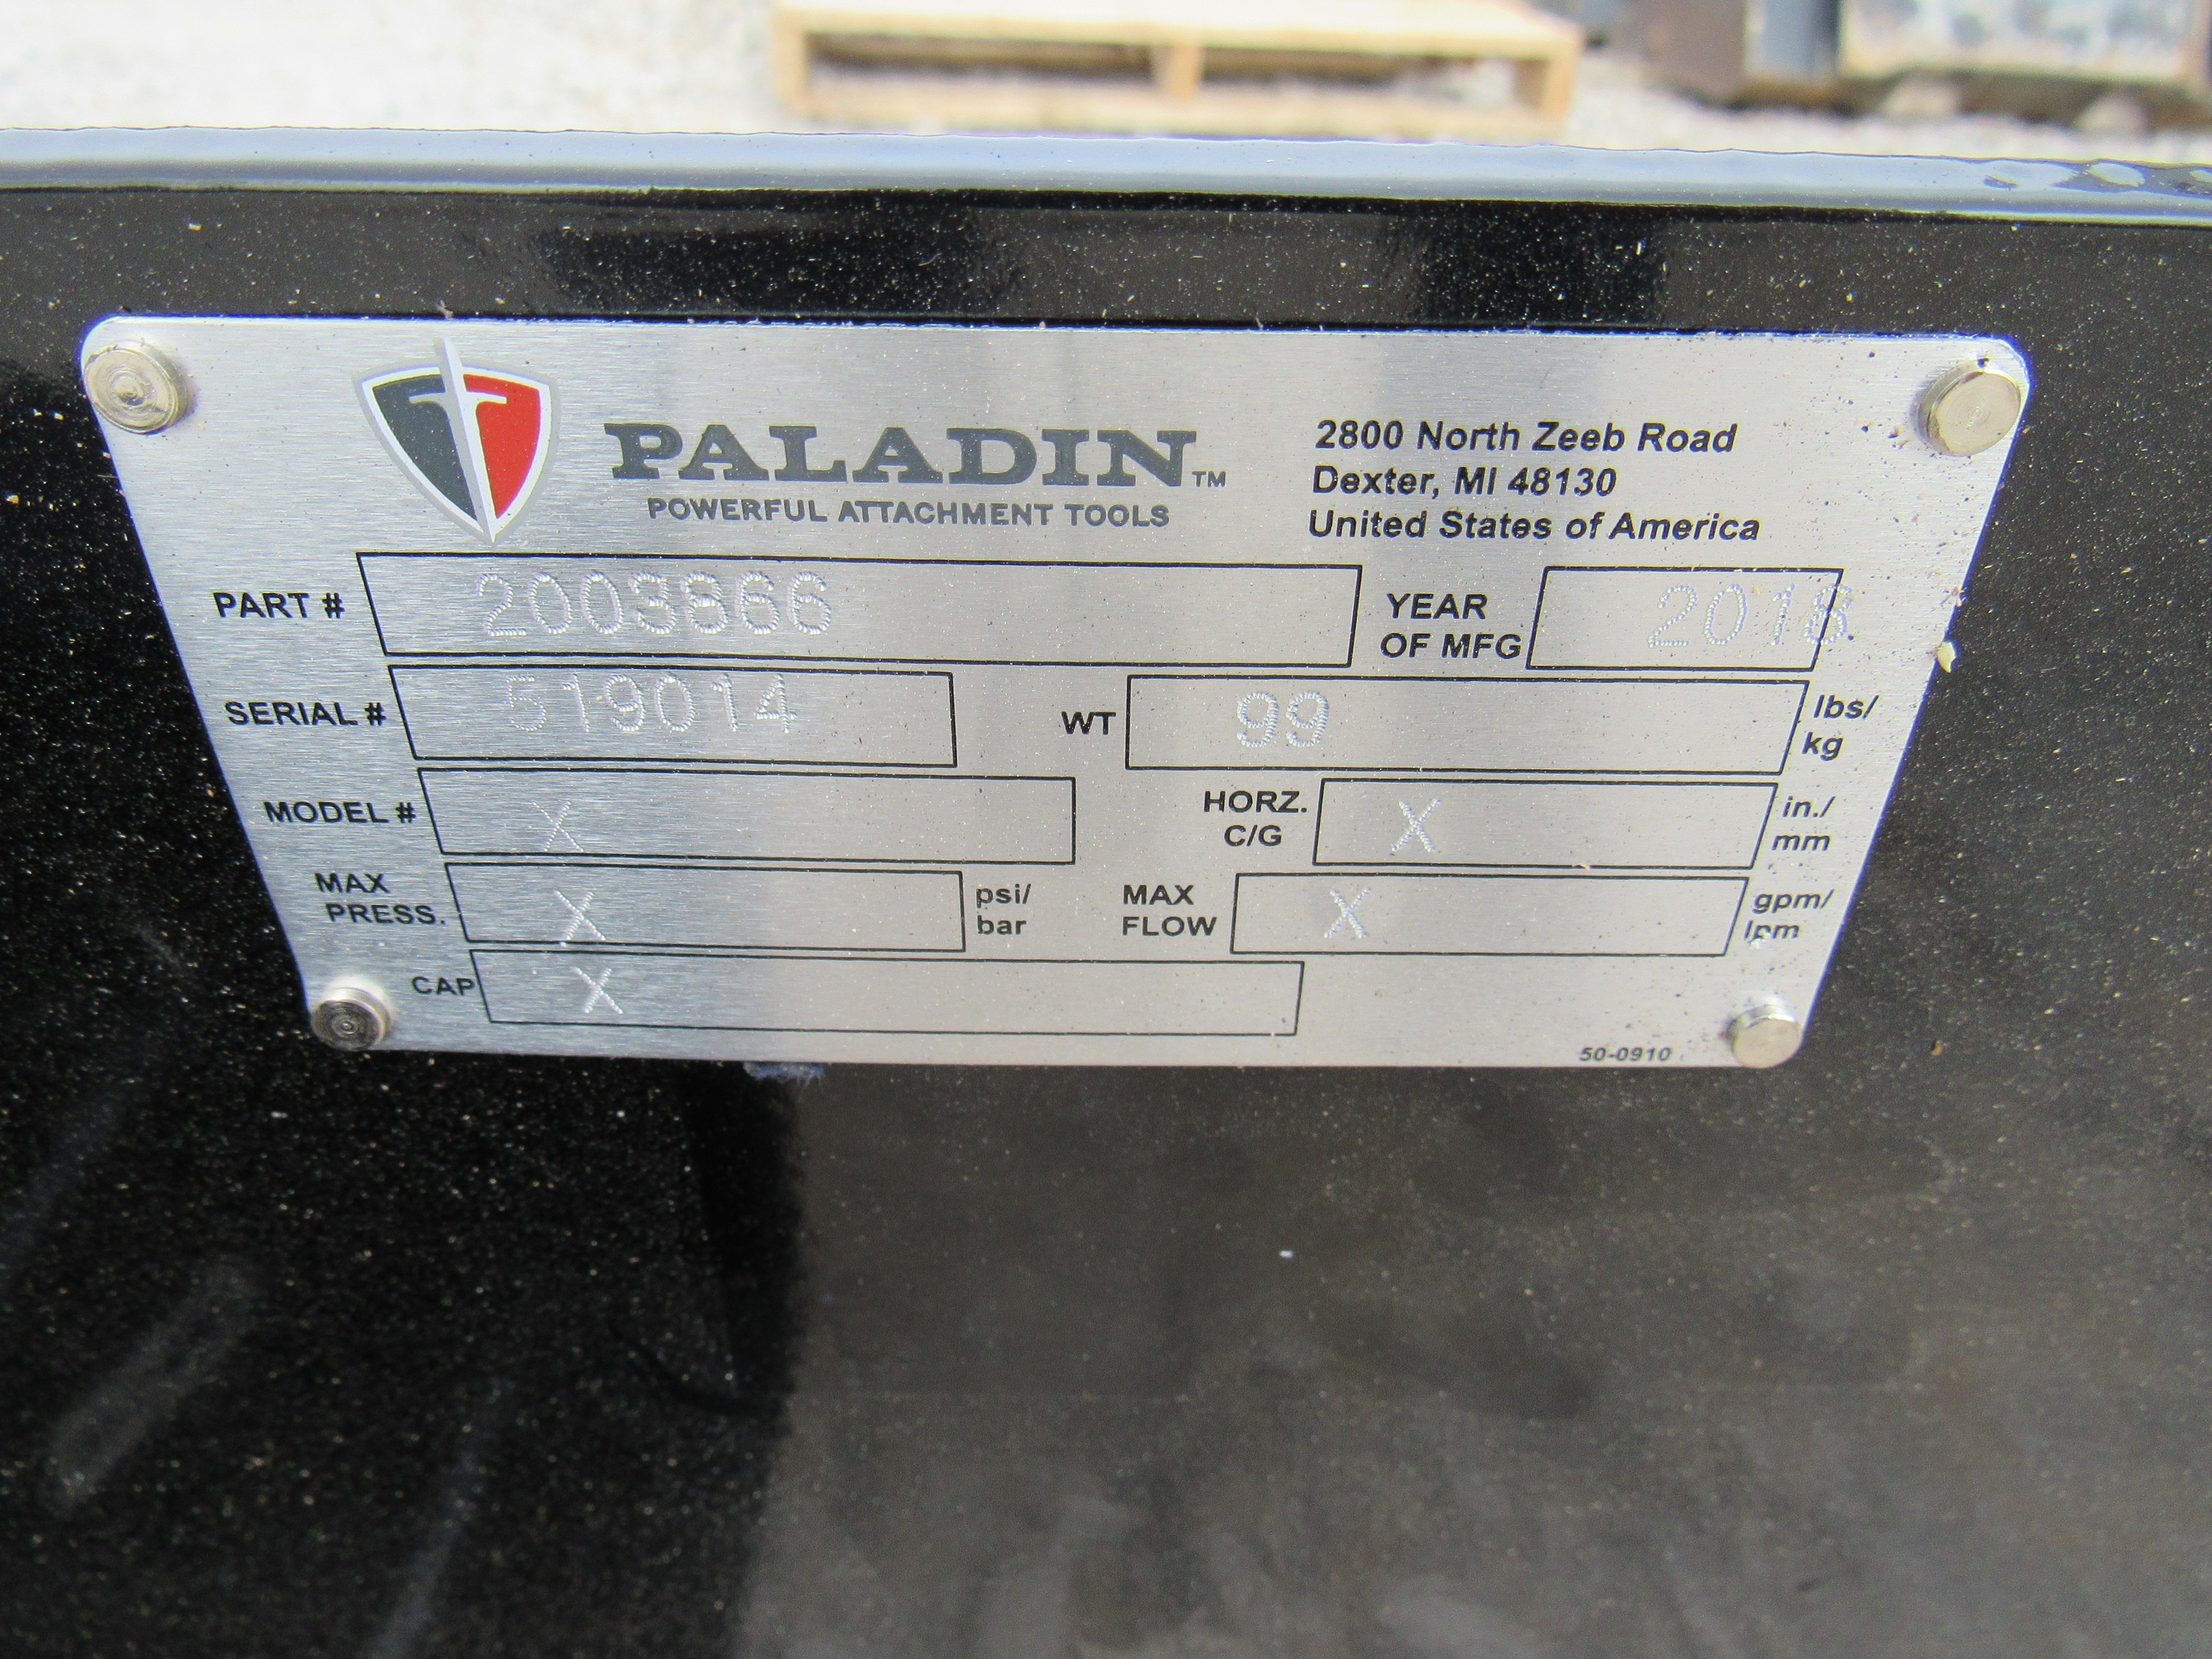 PALADIN™
POWERFUL ATTACHMENT TOOLS
2800 North Zeeb Road
Dexter, MI 48130
United States of America
PART # 2003866
YEAR OF MFG 2018
SERIAL # 519014
WT 99 lbs/ kg
MODEL # X
HORZ. C/G X in./ mm
MAX PRESS. X psi/ bar
MAX FLOW X gpm/ lpm
CAP X
50-0910